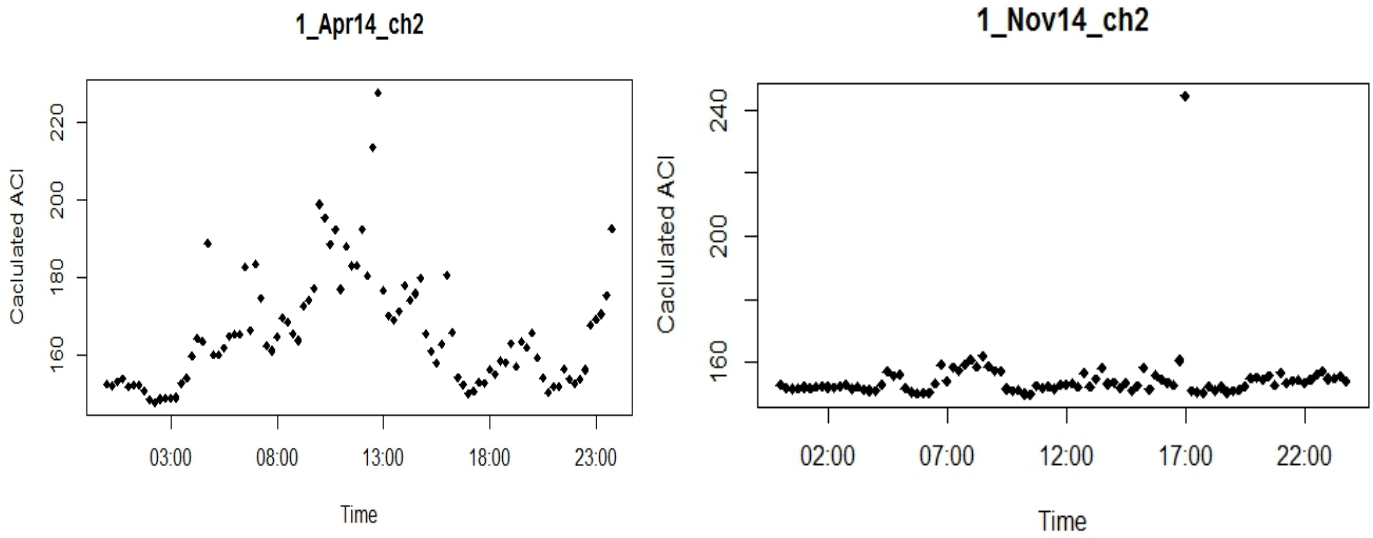 1_Apr14_ch2
Caclulated ACI
220
200
180
160
03:00 08:00 13:00 18:00 23:00
Time
1_Nov14_ch2
Caclulated ACI
240
200
160
02:00 07:00 12:00 17:00 22:00
Time